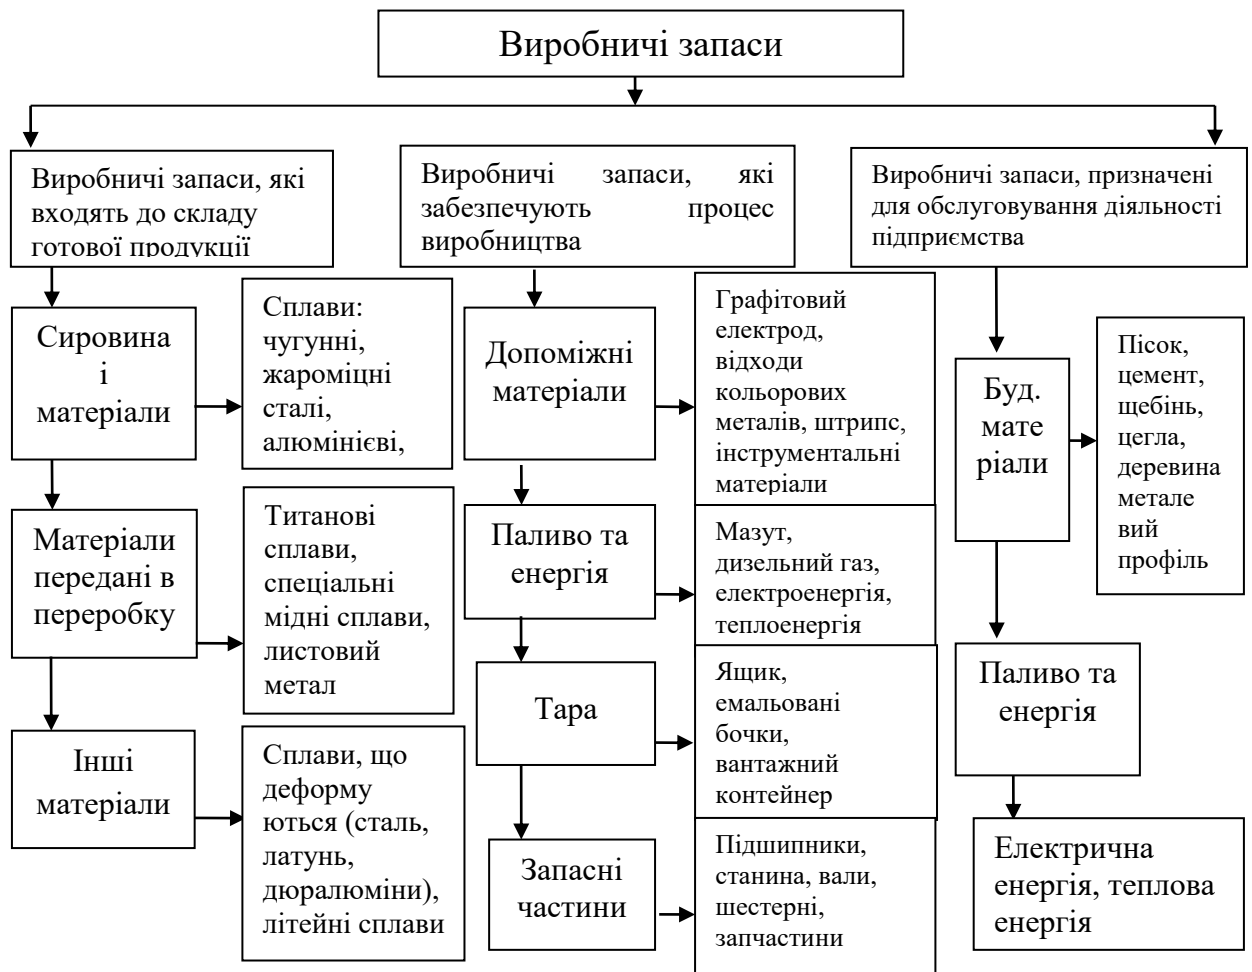 Виробничі запаси
Виробничі запаси, які
входять до складу
готової продукції
Виробничі запаси, які
забезпечують процес
виробництва
Виробничі запаси, призначені
для обслуговування діяльності
підприємства
Сировина
і
матеріали
Сплави:
чугунні,
жароміцні
сталі,
алюмінієві,
Матеріали
передані в
переробку
Титанові
сплави,
спеціальні
мідні сплави,
листовий
метал
Інші
матеріали
Сплави, що
деформу
ються (сталь,
латунь,
дюралюміни),
літейні сплави
Допоміжні
матеріали
Графітовий
електрод,
відходи
кольорових
металів, штрипс,
інструментальні
матеріали
Паливо та
енергія
Мазут,
дизельний газ,
електроенергія,
теплоенергія
Тара
Ящик,
емальовані
бочки,
вантажний
контейнер
Запасні
частини
Підшипники,
станина, вали,
шестерні,
запчастини
Буд.
мате
ріали
Пісок,
цемент,
щебінь,
цегла,
деревина
метале
вий
профіль
Паливо та
енергія
Електрична
енергія, теплова
енергія